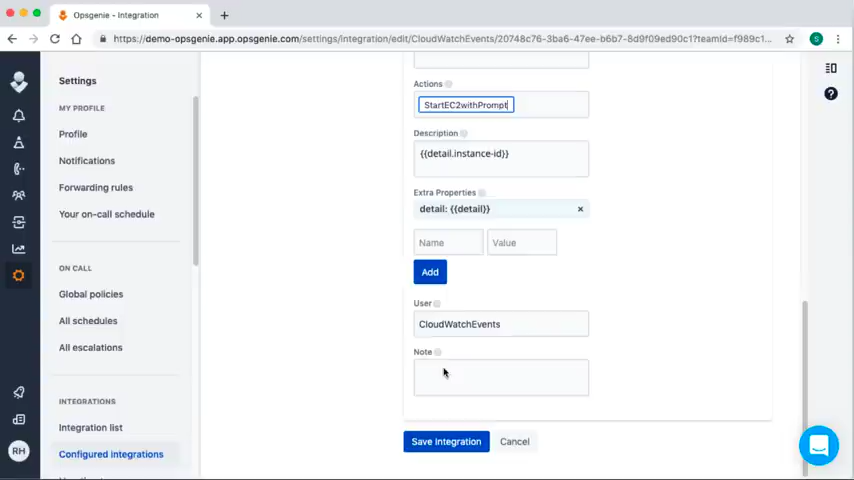 Opsgenie - Integration
https://demo-opsgenie.app.opsgenie.com/settings/integration/edit/CloudWatchEvents/20748c76-3ba6-47ee-b6b7-8d9f09ed90c1?teamId=f989c1...
S
Settings
MY PROFILE
Profile
Notifications
Forwarding rules
Your on-call schedule
ON CALL
Global policies
All schedules
All escalations
INTEGRATIONS
Integration list
Configured integrations
RH
Actions
StartEC2withPrompt
Description
{{detail.instance-id}}
Extra Properties
detail: {{detail}}
Name Value
Add
User
CloudWatchEvents
Note
Save Integration Cancel